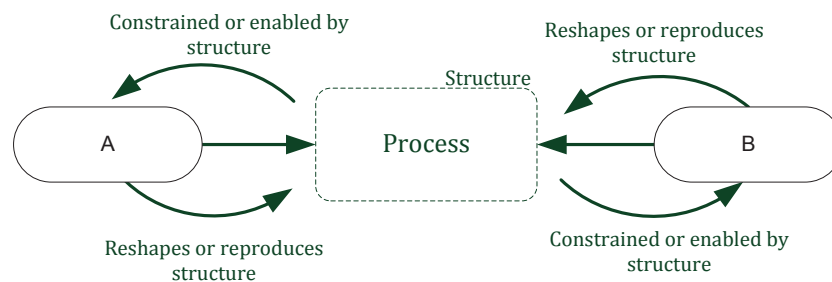 Constrained or enabled by
structure
Reshapes or reproduces
structure
Structure
A
Process
B
Reshapes or reproduces
structure
Constrained or enabled by
structure